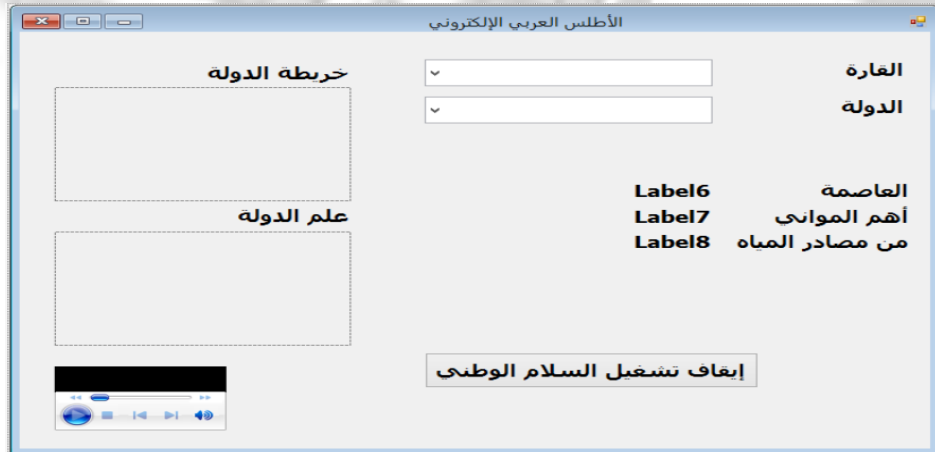 الأطلس العربي الإلكتروني
القارة
الدولة
خريطة الدولة
العاصمة Label6
أهم المواني Label7
من مصادر المياه Label8
علم الدولة
إيقاف تشغيل السلام الوطني